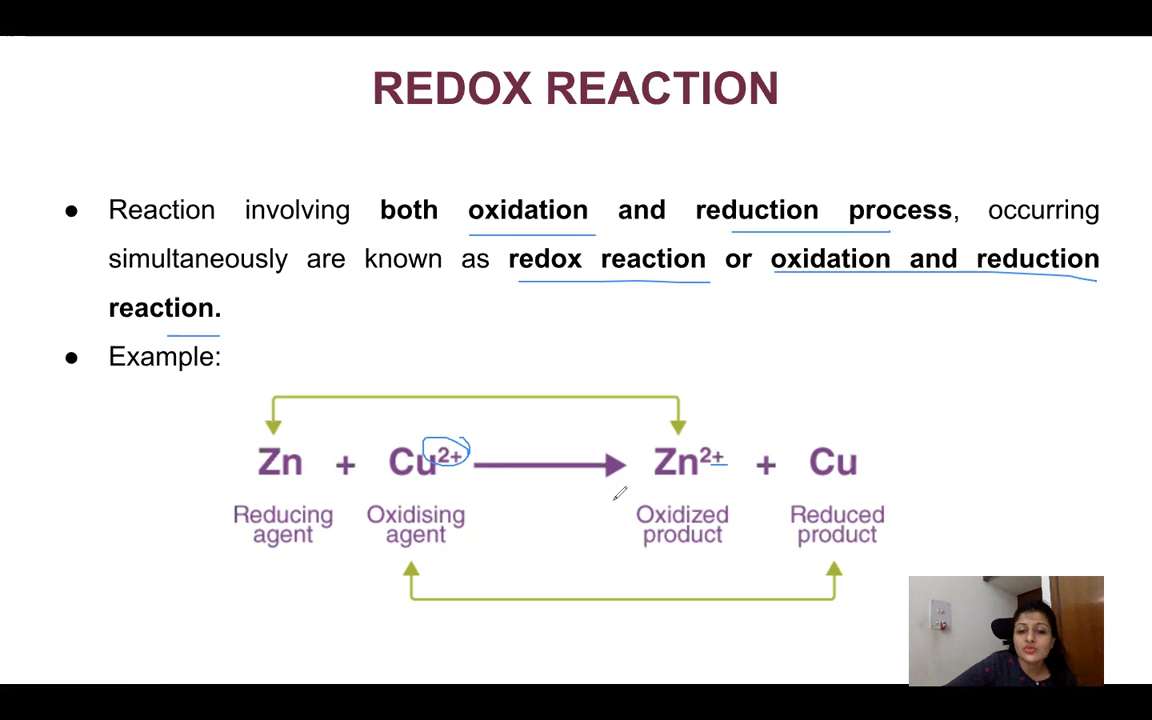 REDOX REACTION
● Reaction involving both oxidation and reduction process, occurring
simultaneously are known as redox reaction or oxidation and reduction
reaction.
● Example:
Zn + Cu²⁺ → Zn²⁺ + Cu
Reducing agent Oxidising agent Oxidized product Reduced product